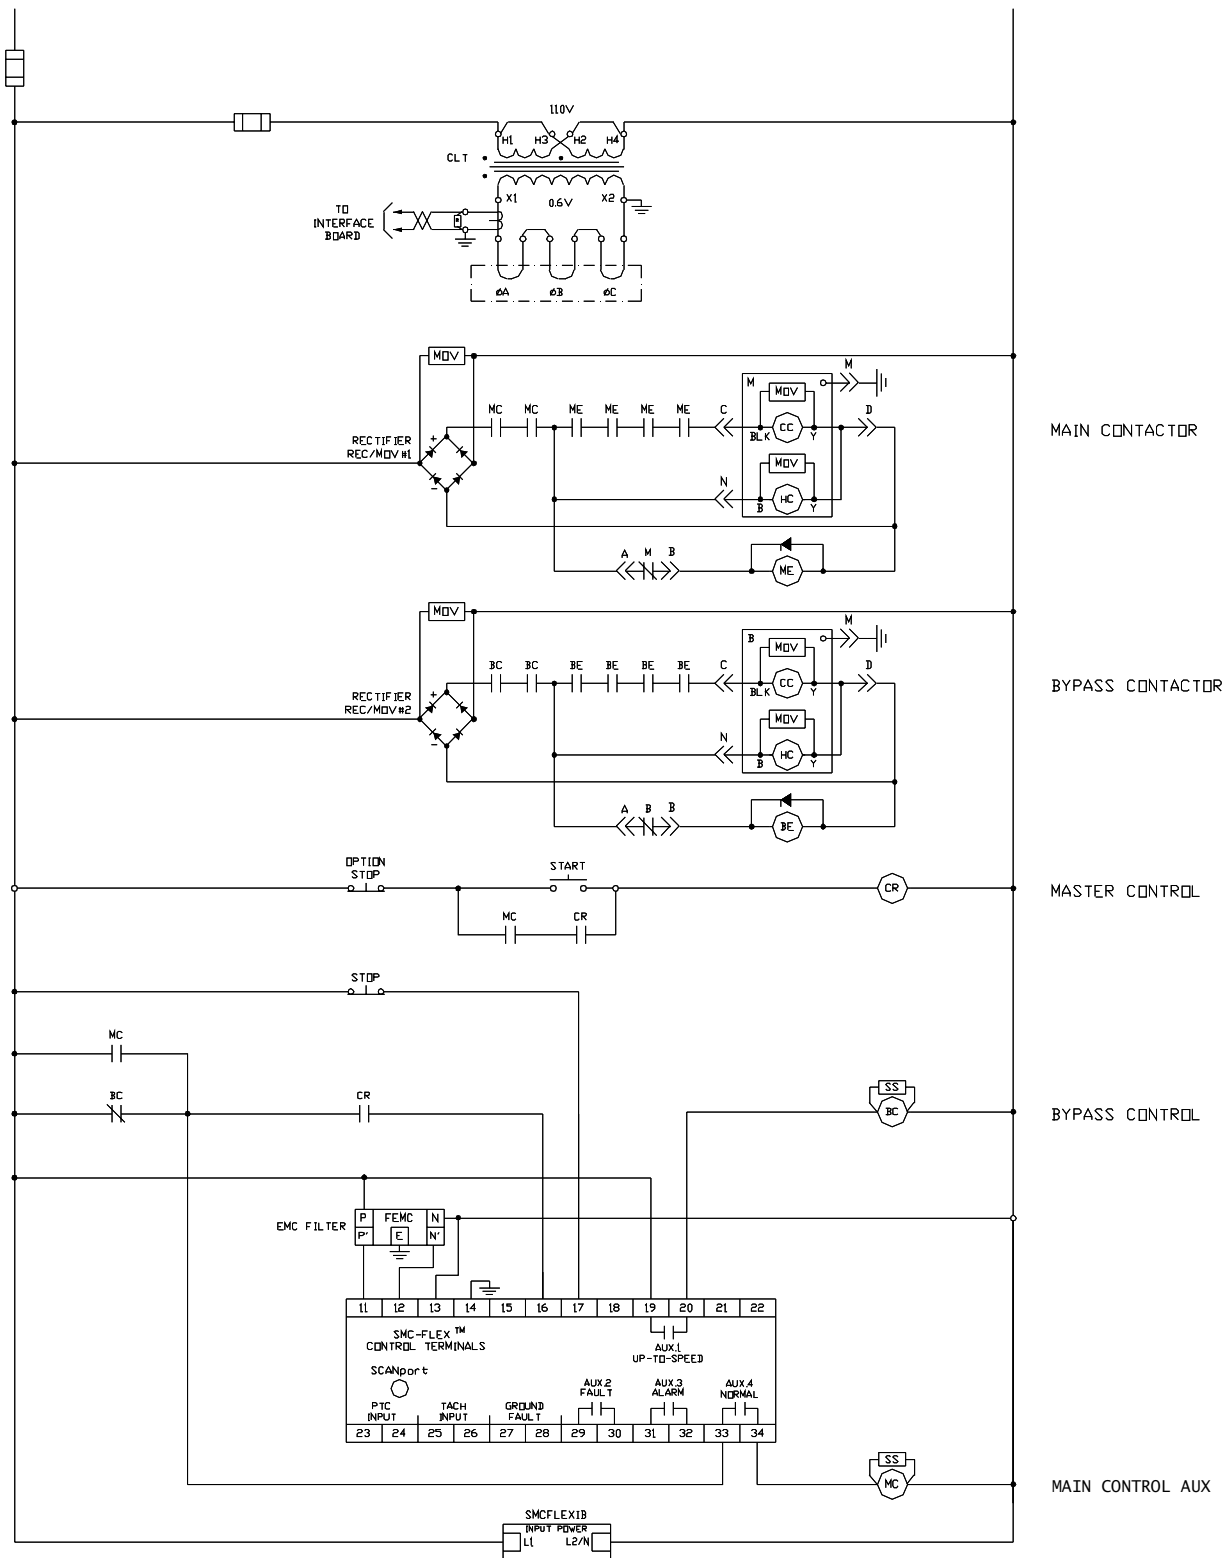 110V
H1 H3 H2 H4
CLT
X1 0.6V X2
TO
INTERFACE
BOARD
ØA ØB ØC
MOV
M
M
MOV
MC MC ME ME ME ME C CC D
BLK Y
MAIN CONTACTOR
RECTIFIER
REC/MOV#1
+
-
MOV
N HC
B Y
A M B
ME
MOV
M
B
MOV
BC BC BE BE BE BE C CC D
BLK Y
BYPASS CONTACTOR
RECTIFIER
REC/MOV#2
+
-
MOV
N HC
B Y
A B B
BE
OPTION
STOP
START
CR
MASTER CONTROL
MC CR
STOP
MC
BC CR
SS
BC
BYPASS CONTROL
EMC FILTER
P FEMC N
P' E N'
11 12 13 14 15 16 17 18 19 20 21 22
SMC-FLEX™
CONTROL TERMINALS
AUX.1
UP-TO-SPEED
SCANport
AUX.2
FAULT
AUX.3
ALARM
AUX.4
NORMAL
PTC
INPUT
TACH
INPUT
GROUND
FAULT
23 24 25 26 27 28 29 30 31 32 33 34
SS
MC
MAIN CONTROL AUX
SMCFLEXIB
INPUT POWER
L1 L2/N